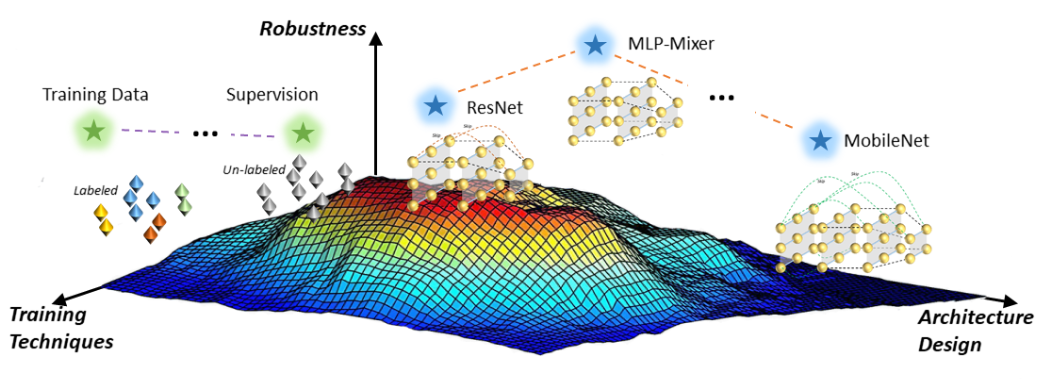 Robustness
MLP-Mixer
Training Data
Supervision
...
...
ResNet
MobileNet
Labeled
Un-labeled
Skip
Skip
Skip
Skip
Training
Techniques
Architecture
Design